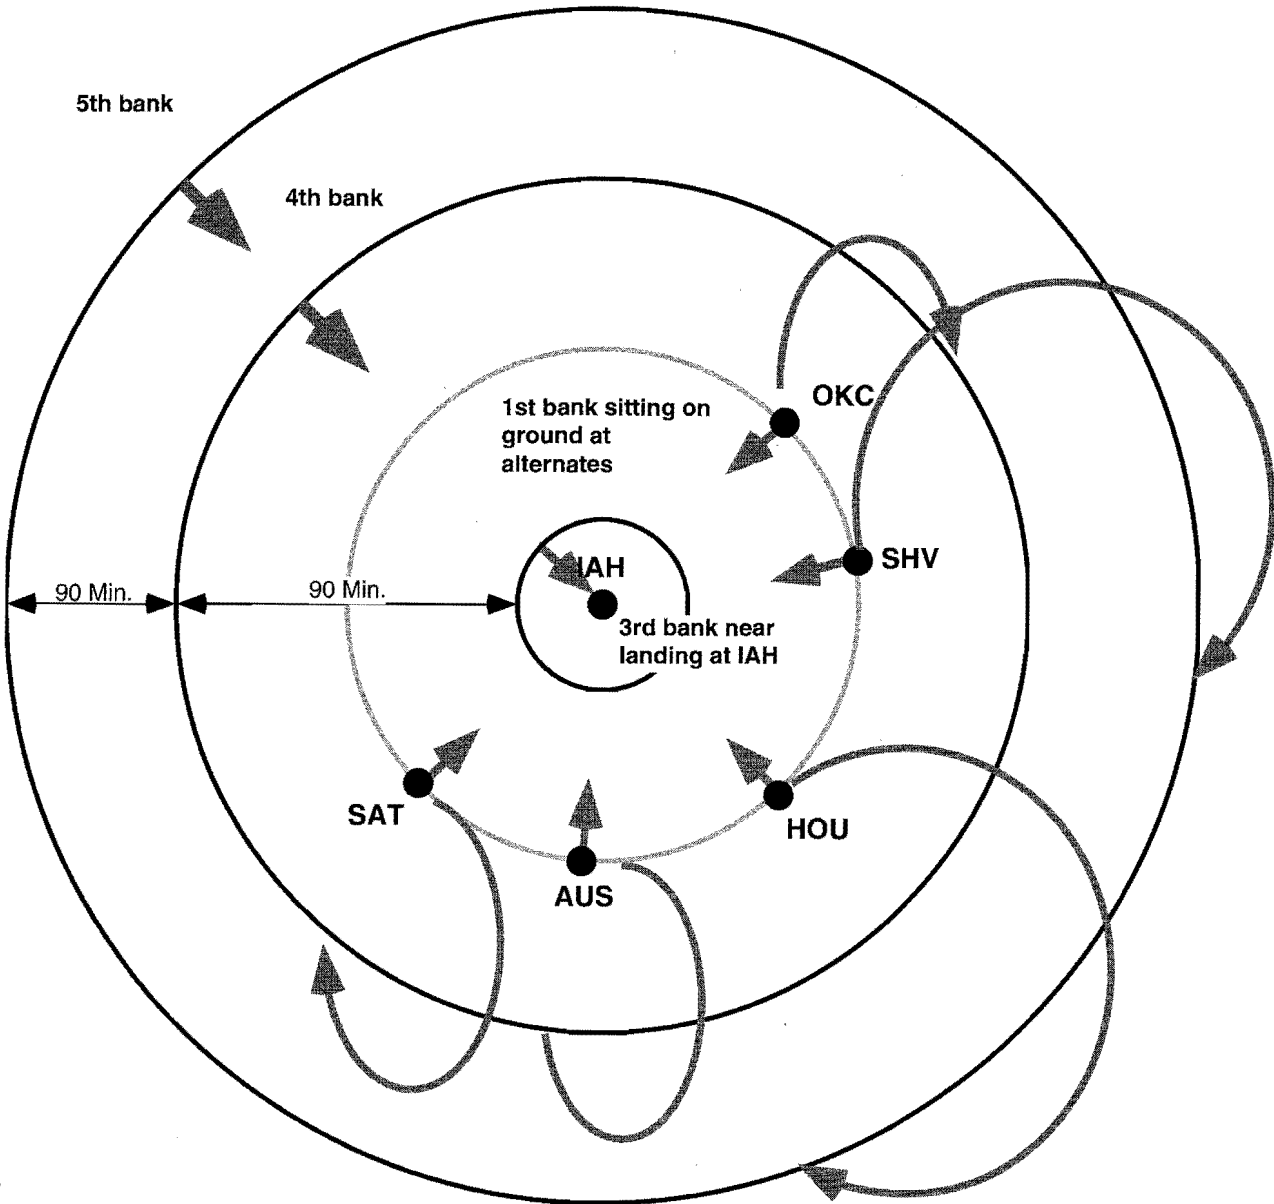 5th bank
4th bank
OKC
1st bank sitting on
ground at
alternates
IAH
SHV
90 Min.
90 Min.
3rd bank near
landing at IAH
SAT
HOU
AUS